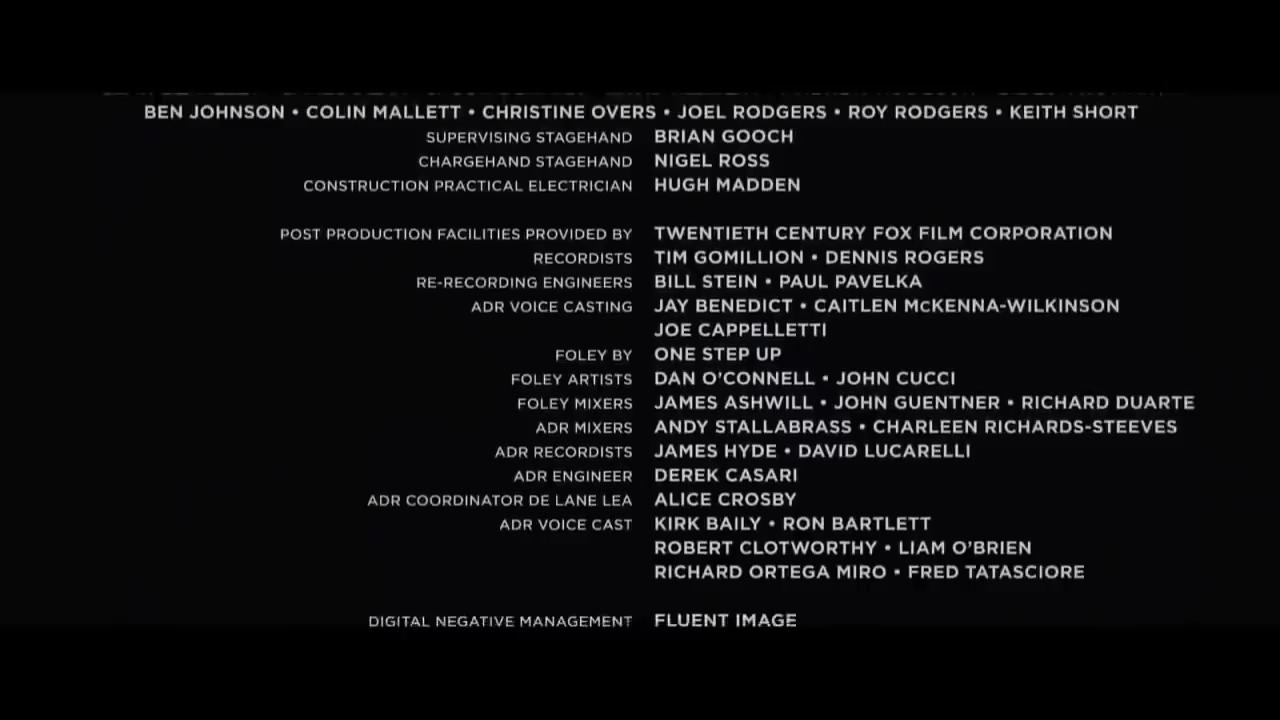 BEN JOHNSON • COLIN MALLETT • CHRISTINE OVERS • JOEL RODGERS • ROY RODGERS • KEITH SHORT
SUPERVISING STAGEHAND BRIAN GOOCH
CHARGEHAND STAGEHAND NIGEL ROSS
CONSTRUCTION PRACTICAL ELECTRICIAN HUGH MADDEN
POST PRODUCTION FACILITIES PROVIDED BY TWENTIETH CENTURY FOX FILM CORPORATION
RECORDISTS TIM GOMILLION • DENNIS ROGERS
RE-RECORDING ENGINEERS BILL STEIN • PAUL PAVELKA
ADR VOICE CASTING JAY BENEDICT • CAITLEN McKENNA-WILKINSON
JOE CAPPELLETTI
FOLEY BY ONE STEP UP
FOLEY ARTISTS DAN O'CONNELL • JOHN CUCCI
FOLEY MIXERS JAMES ASHWILL • JOHN GUENTNER • RICHARD DUARTE
ADR MIXERS ANDY STALLABRASS • CHARLEEN RICHARDS-STEEVES
ADR RECORDISTS JAMES HYDE • DAVID LUCARELLI
ADR ENGINEER DEREK CASARI
ADR COORDINATOR DE LANE LEA ALICE CROSBY
ADR VOICE CAST KIRK BAILY • RON BARTLETT
ROBERT CLOTWORTHY • LIAM O'BRIEN
RICHARD ORTEGA MIRO • FRED TATASCIORE
DIGITAL NEGATIVE MANAGEMENT FLUENT IMAGE